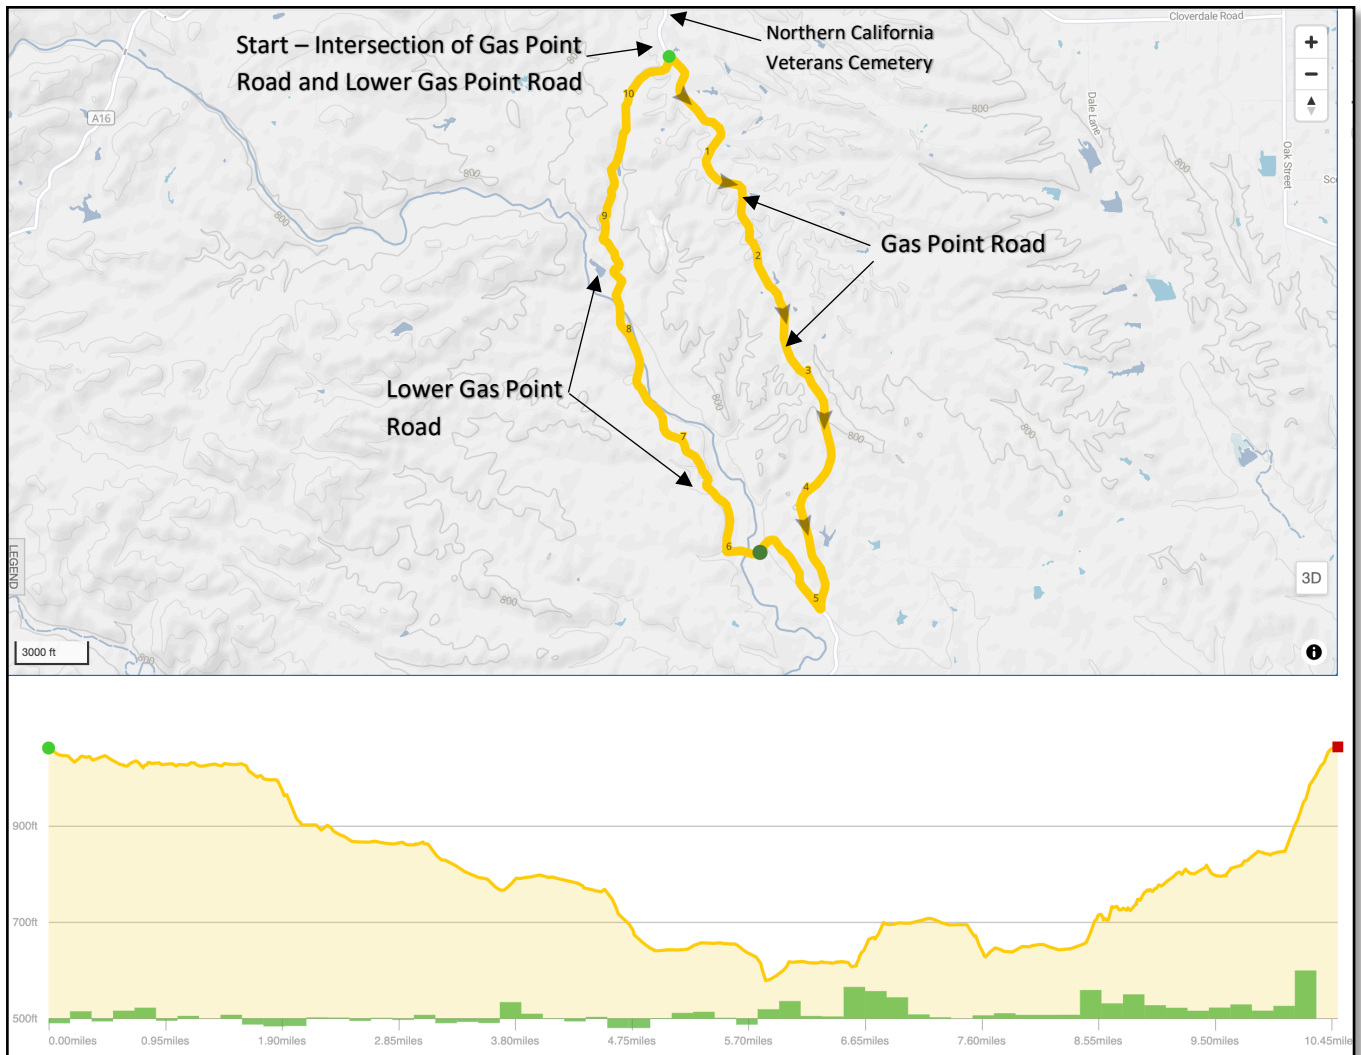 Cloverdale Road
Start – Intersection of Gas Point
Road and Lower Gas Point Road
Northern California
Veterans Cemetery
+
−
10
A16
800
Dale Lane
Oak Street
1
800
800
800
9
Gas Point Road
2
8
3
Lower Gas Point
Road
800
800
800
7
4
6
LEGEND
3D
5
800
3000 ft
800
900ft
700ft
500ft
0.00miles
0.95miles
1.90miles
2.85miles
3.80miles
4.75miles
5.70miles
6.65miles
7.60miles
8.55miles
9.50miles
10.45mile